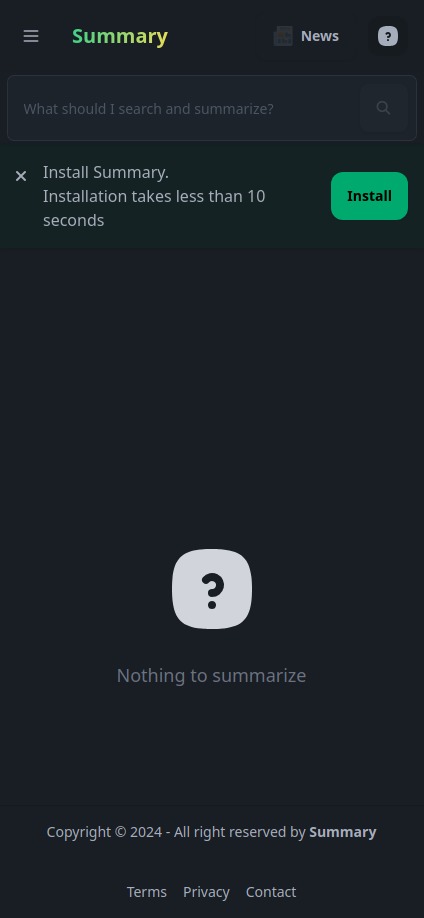 Summary
News
What should I search and summarize?
Install Summary.
Installation takes less than 10
seconds
Install
Nothing to summarize
Copyright © 2024 - All right reserved by Summary
Terms Privacy Contact